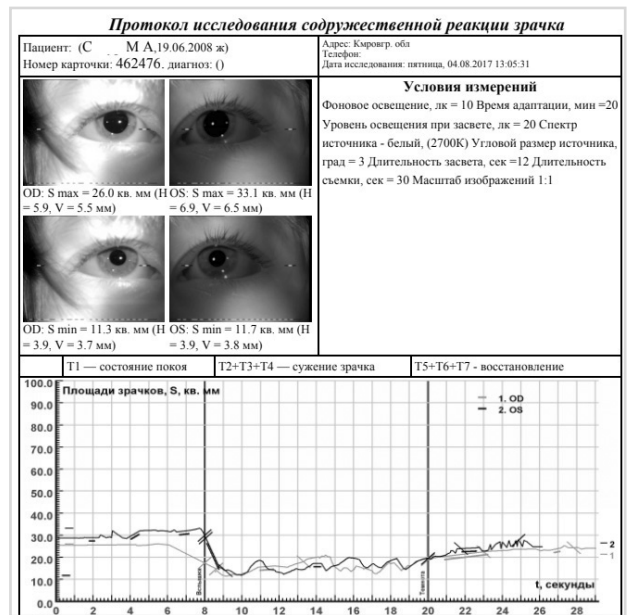 Протокол исследования содружественной реакции зрачка
Пациент: (С М А,19.06.2008 ж)
Номер карточки: 462476. диагноз: ()
Адрес: Кмровгр. обл
Телефон:
Дата исследования: пятница, 04.08.2017 13:05:31
OD: S max = 26.0 кв. мм (H
= 5.9, V = 5.5 мм)
OS: S max = 33.1 кв. мм (H
= 6.9, V = 6.5 мм)
OD: S min = 11.3 кв. мм (H
= 3.9, V = 3.7 мм)
OS: S min = 11.7 кв. мм (H
= 3.9, V = 3.8 мм)
Условия измерений
Фоновое освещение, лк = 10 Время адаптации, мин =20
Уровень освещения при засвете, лк = 20 Спектр
источника - белый, (2700К) Угловой размер источника,
град = 3 Длительность засвета, сек =12 Длительность
съемки, сек = 30 Масштаб изображений 1:1
T1 — состояние покоя
T2+T3+T4 — сужение зрачка
T5+T6+T7 - восстановление
Площади зрачков, S, кв. мм
1. OD
2. OS
100.0
90.0
80.0
70.0
60.0
50.0
40.0
30.0
20.0
10.0
0.0
Вспышка
Темнота
2
1
t, секунды
0 2 4 6 8 10 12 14 16 18 20 22 24 26 28